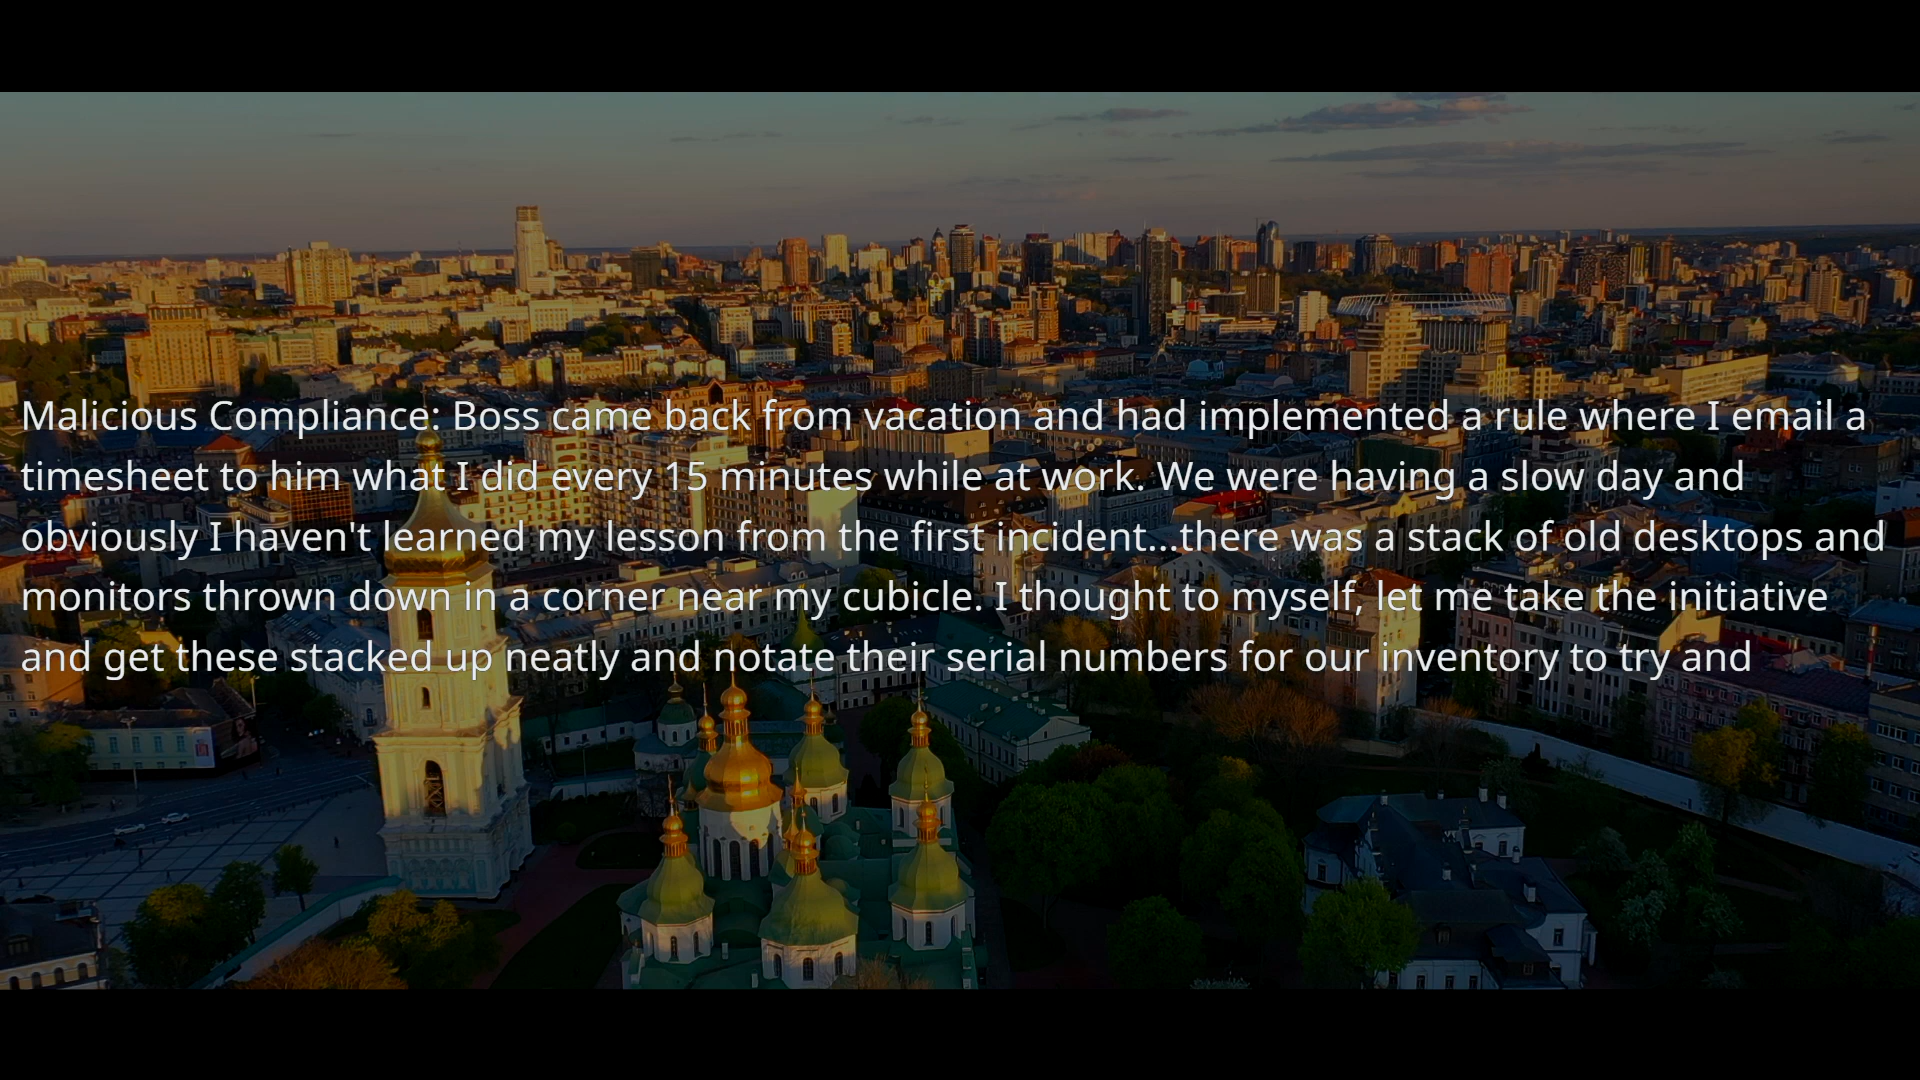 Malicious Compliance: Boss came back from vacation and had implemented a rule where I email a
timesheet to him what I did every 15 minutes while at work. We were having a slow day and
obviously I haven't learned my lesson from the first incident...there was a stack of old desktops and
monitors thrown down in a corner near my cubicle. I thought to myself, let me take the initiative
and get these stacked up neatly and notate their serial numbers for our inventory to try and